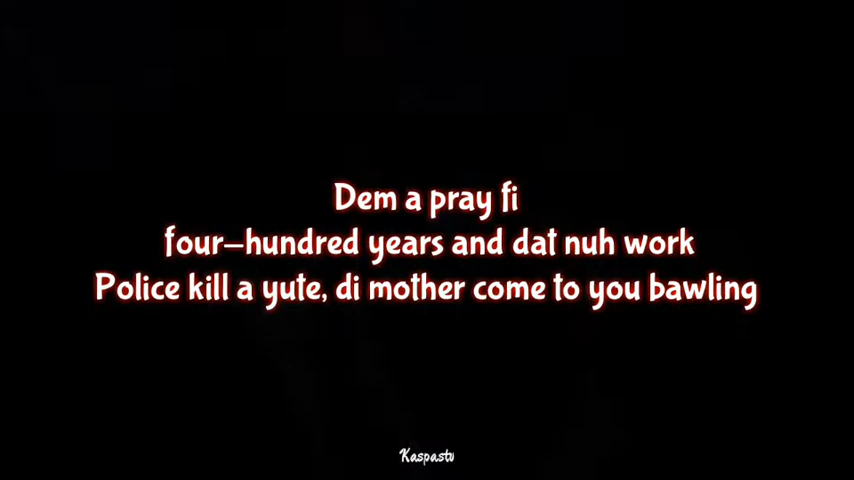 Dem a pray fi
four-hundred years and dat nuh work
Police kill a yute, di mother come to you bawling
Kaspastv